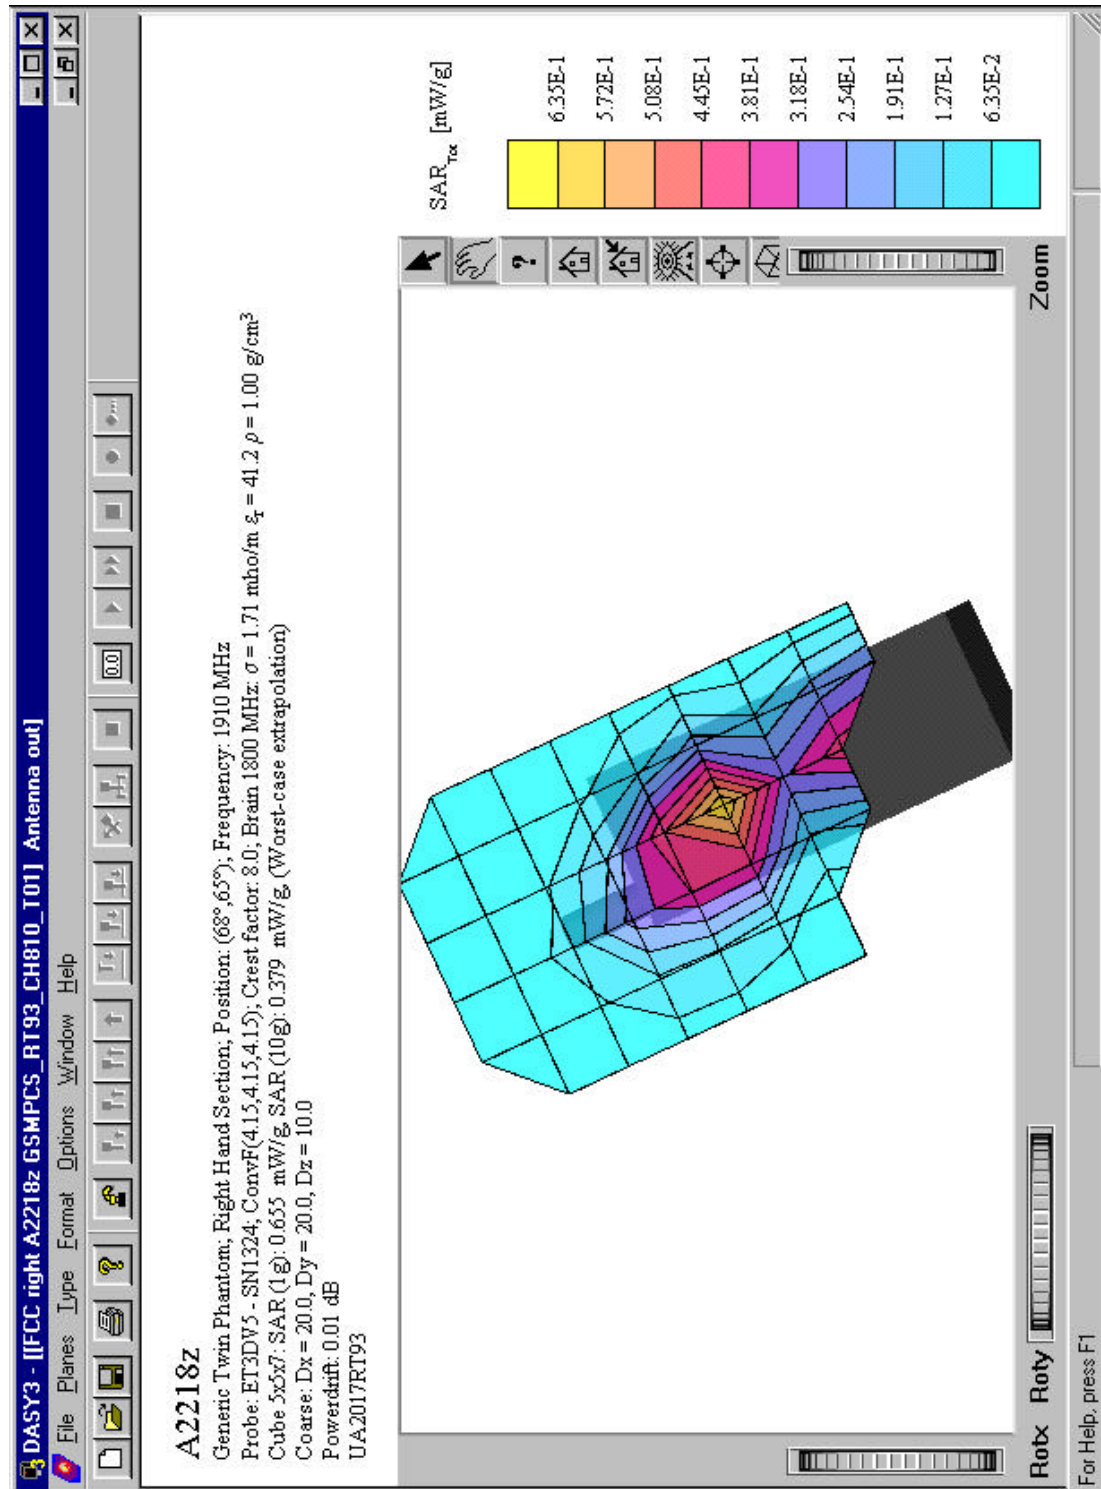 DASY3 - [[FCC right A2218z GSMPCS_RT93_CH810_T01] Antenna out]
File Planes Type Format Options Window Help
A2218z
Generic Twin Phantom; Right Hand Section; Position: (68°,65°); Frequency: 1910 MHz
Probe: ET3DV5 - SN1324; ConvF(4.15,4.15,4.15); Crest factor: 8.0; Brain 1800 MHz: σ = 1.71 mho/m εr = 41.2 ρ = 1.00 g/cm³
Cube 5x5x7: SAR (1g): 0.655 mW/g, SAR (10g): 0.379 mW/g, (Worst-case extrapolation)
Coarse: Dx = 20.0, Dy = 20.0, Dz = 10.0
Powerdrift: 0.01 dB
UA2017RT93
SARTot [mW/g]
6.35E-1
5.72E-1
5.08E-1
4.45E-1
3.81E-1
3.18E-1
2.54E-1
1.91E-1
1.27E-1
6.35E-2
Rotx Roty Zoom
For Help, press F1